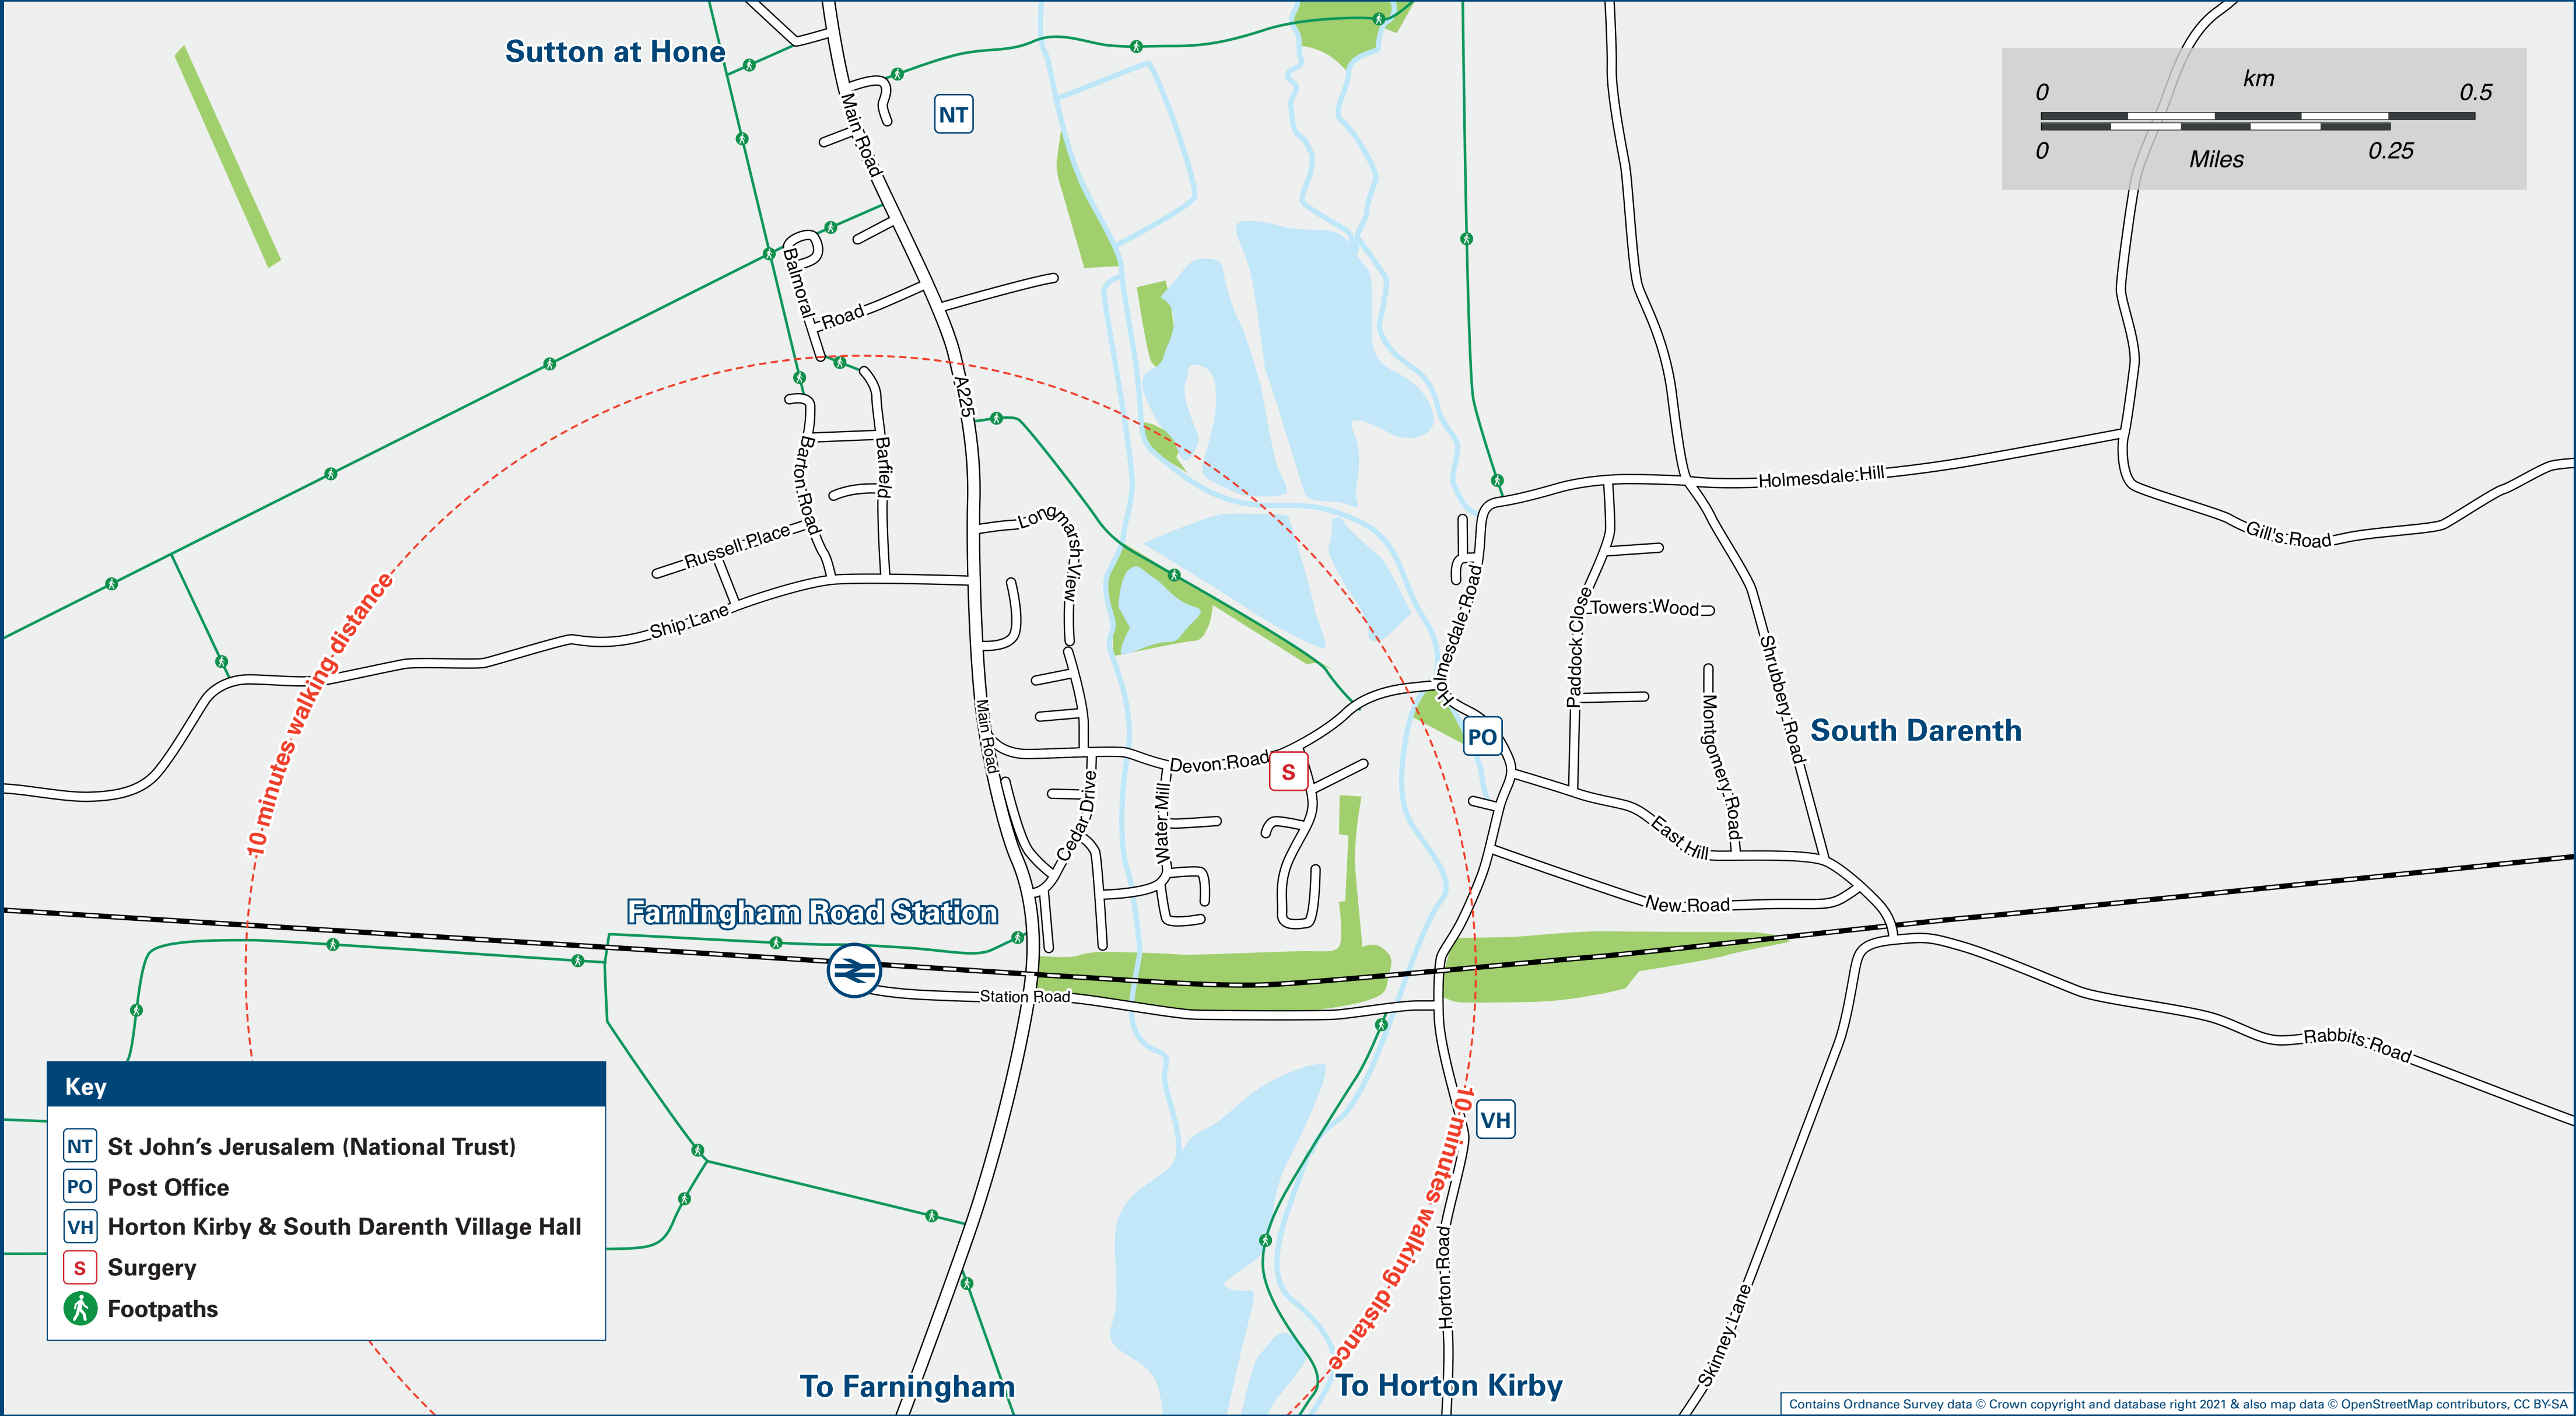 Sutton at Hone
NT
km
0
0.5
0
Miles
0.25
Main Road
Balmoral
Road
A225
Barton Road
Barfield
Longmarsh View
Russell Place
Ship Lane
Holmesdale Hill
Gill's Road
Holmesdale Road
Towers Wood
Paddock Close
Shrubbery Road
Montgomery Road
South Darenth
10 minutes walking distance
Main Road
Devon Road
S
PO
Cedar Drive
Water Mill
East Hill
New Road
Farningham Road Station
Station Road
Rabbits Road
VH
10 minutes walking distance
Horton Road
Skinney Lane
To Farningham
To Horton Kirby
Key
NT St John's Jerusalem (National Trust)
PO Post Office
VH Horton Kirby & South Darenth Village Hall
S Surgery
Footpaths
Contains Ordnance Survey data © Crown copyright and database right 2021 & also map data © OpenStreetMap contributors, CC BY-SA